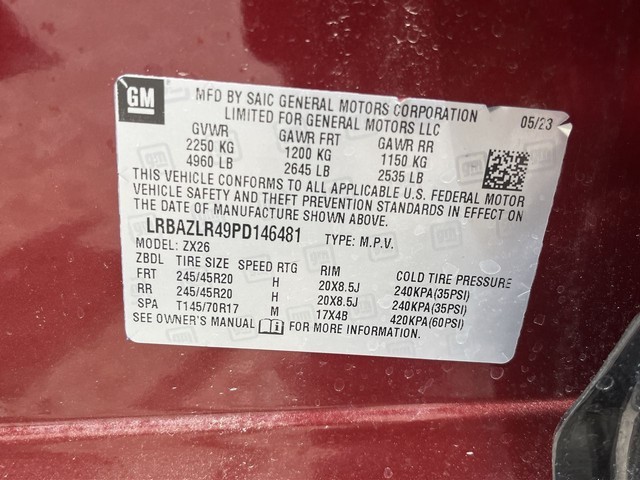 GM
MFD BY SAIC GENERAL MOTORS CORPORATION
LIMITED FOR GENERAL MOTORS LLC
05/23
GVWR GAWR FRT GAWR RR
2250 KG 1200 KG 1150 KG
4960 LB 2645 LB 2535 LB
THIS VEHICLE CONFORMS TO ALL APPLICABLE U.S. FEDERAL MOTOR
VEHICLE SAFETY AND THEFT PREVENTION STANDARDS IN EFFECT ON
THE DATE OF MANUFACTURE SHOWN ABOVE.
LRBAZLR49PD146481 TYPE: M.P.V.
MODEL: ZX26
ZBDL TIRE SIZE SPEED RTG RIM COLD TIRE PRESSURE
FRT 245/45R20 H 20X8.5J 240KPA(35PSI)
RR 245/45R20 H 20X8.5J 240KPA(35PSI)
SPA T145/70R17 M 17X4B 420KPA(60PSI)
SEE OWNER'S MANUAL FOR MORE INFORMATION.